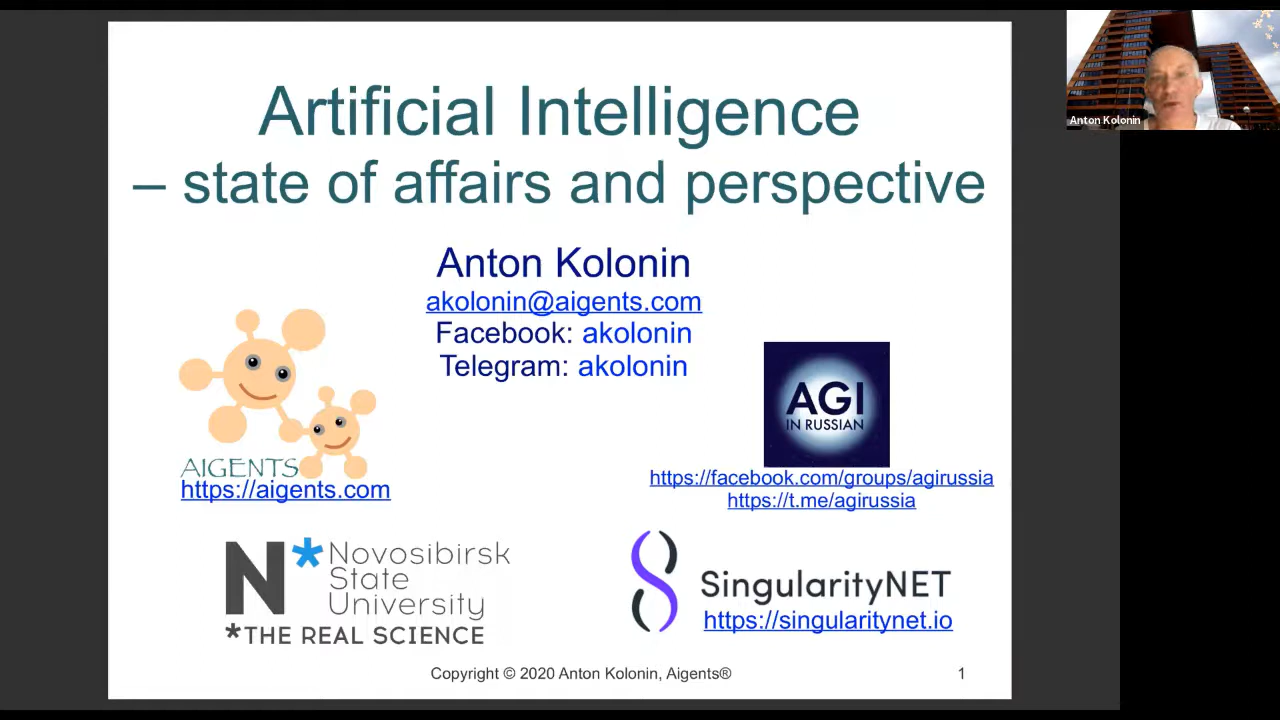 Artificial Intelligence
– state of affairs and perspective
Anton Kolonin
akolonin@aigents.com
Facebook: akolonin
Telegram: akolonin
AIGENTS
https://aigents.com
AGI
IN RUSSIAN
https://facebook.com/groups/agirussia
https://t.me/agirussia
N* Novosibirsk
State
University
*THE REAL SCIENCE
SingularityNET
https://singularitynet.io
Copyright © 2020 Anton Kolonin, Aigents®
1
Anton Kolonin